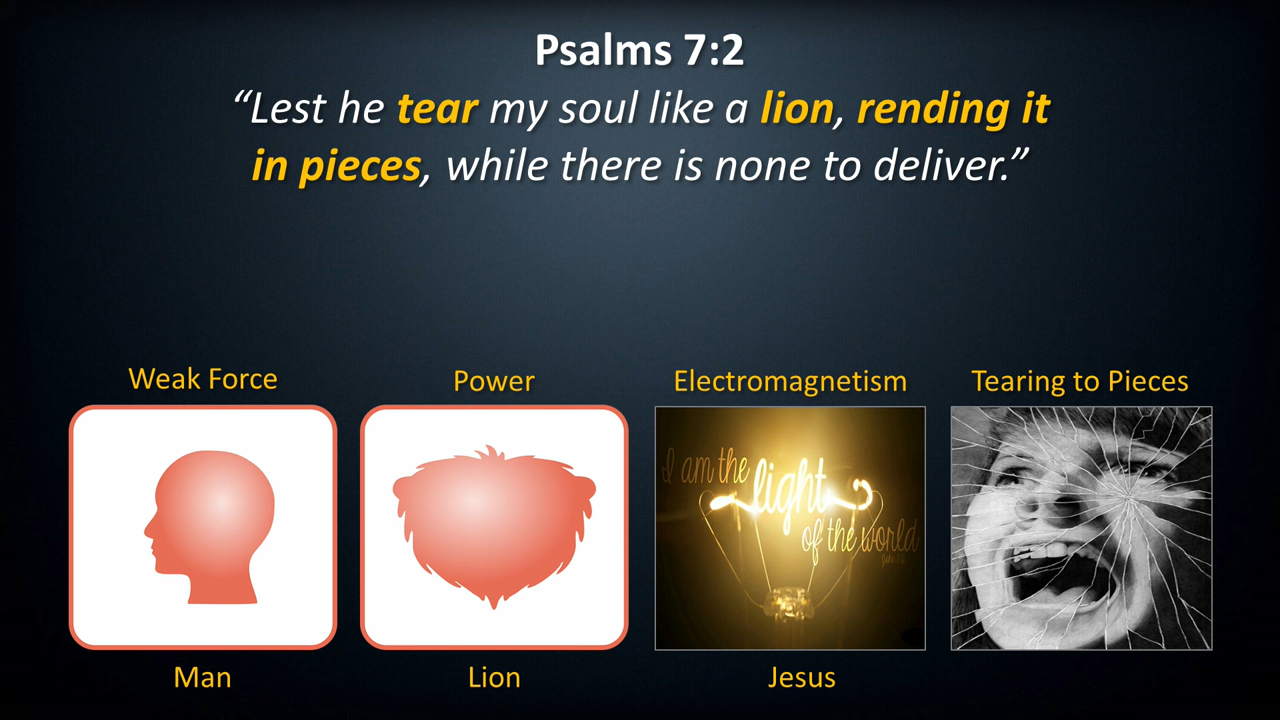 Psalms 7:2
“Lest he tear my soul like a lion, rending it
in pieces, while there is none to deliver.”
Weak Force
Power
Electromagnetism
Tearing to Pieces
I am the
light
of the world
Man
Lion
Jesus